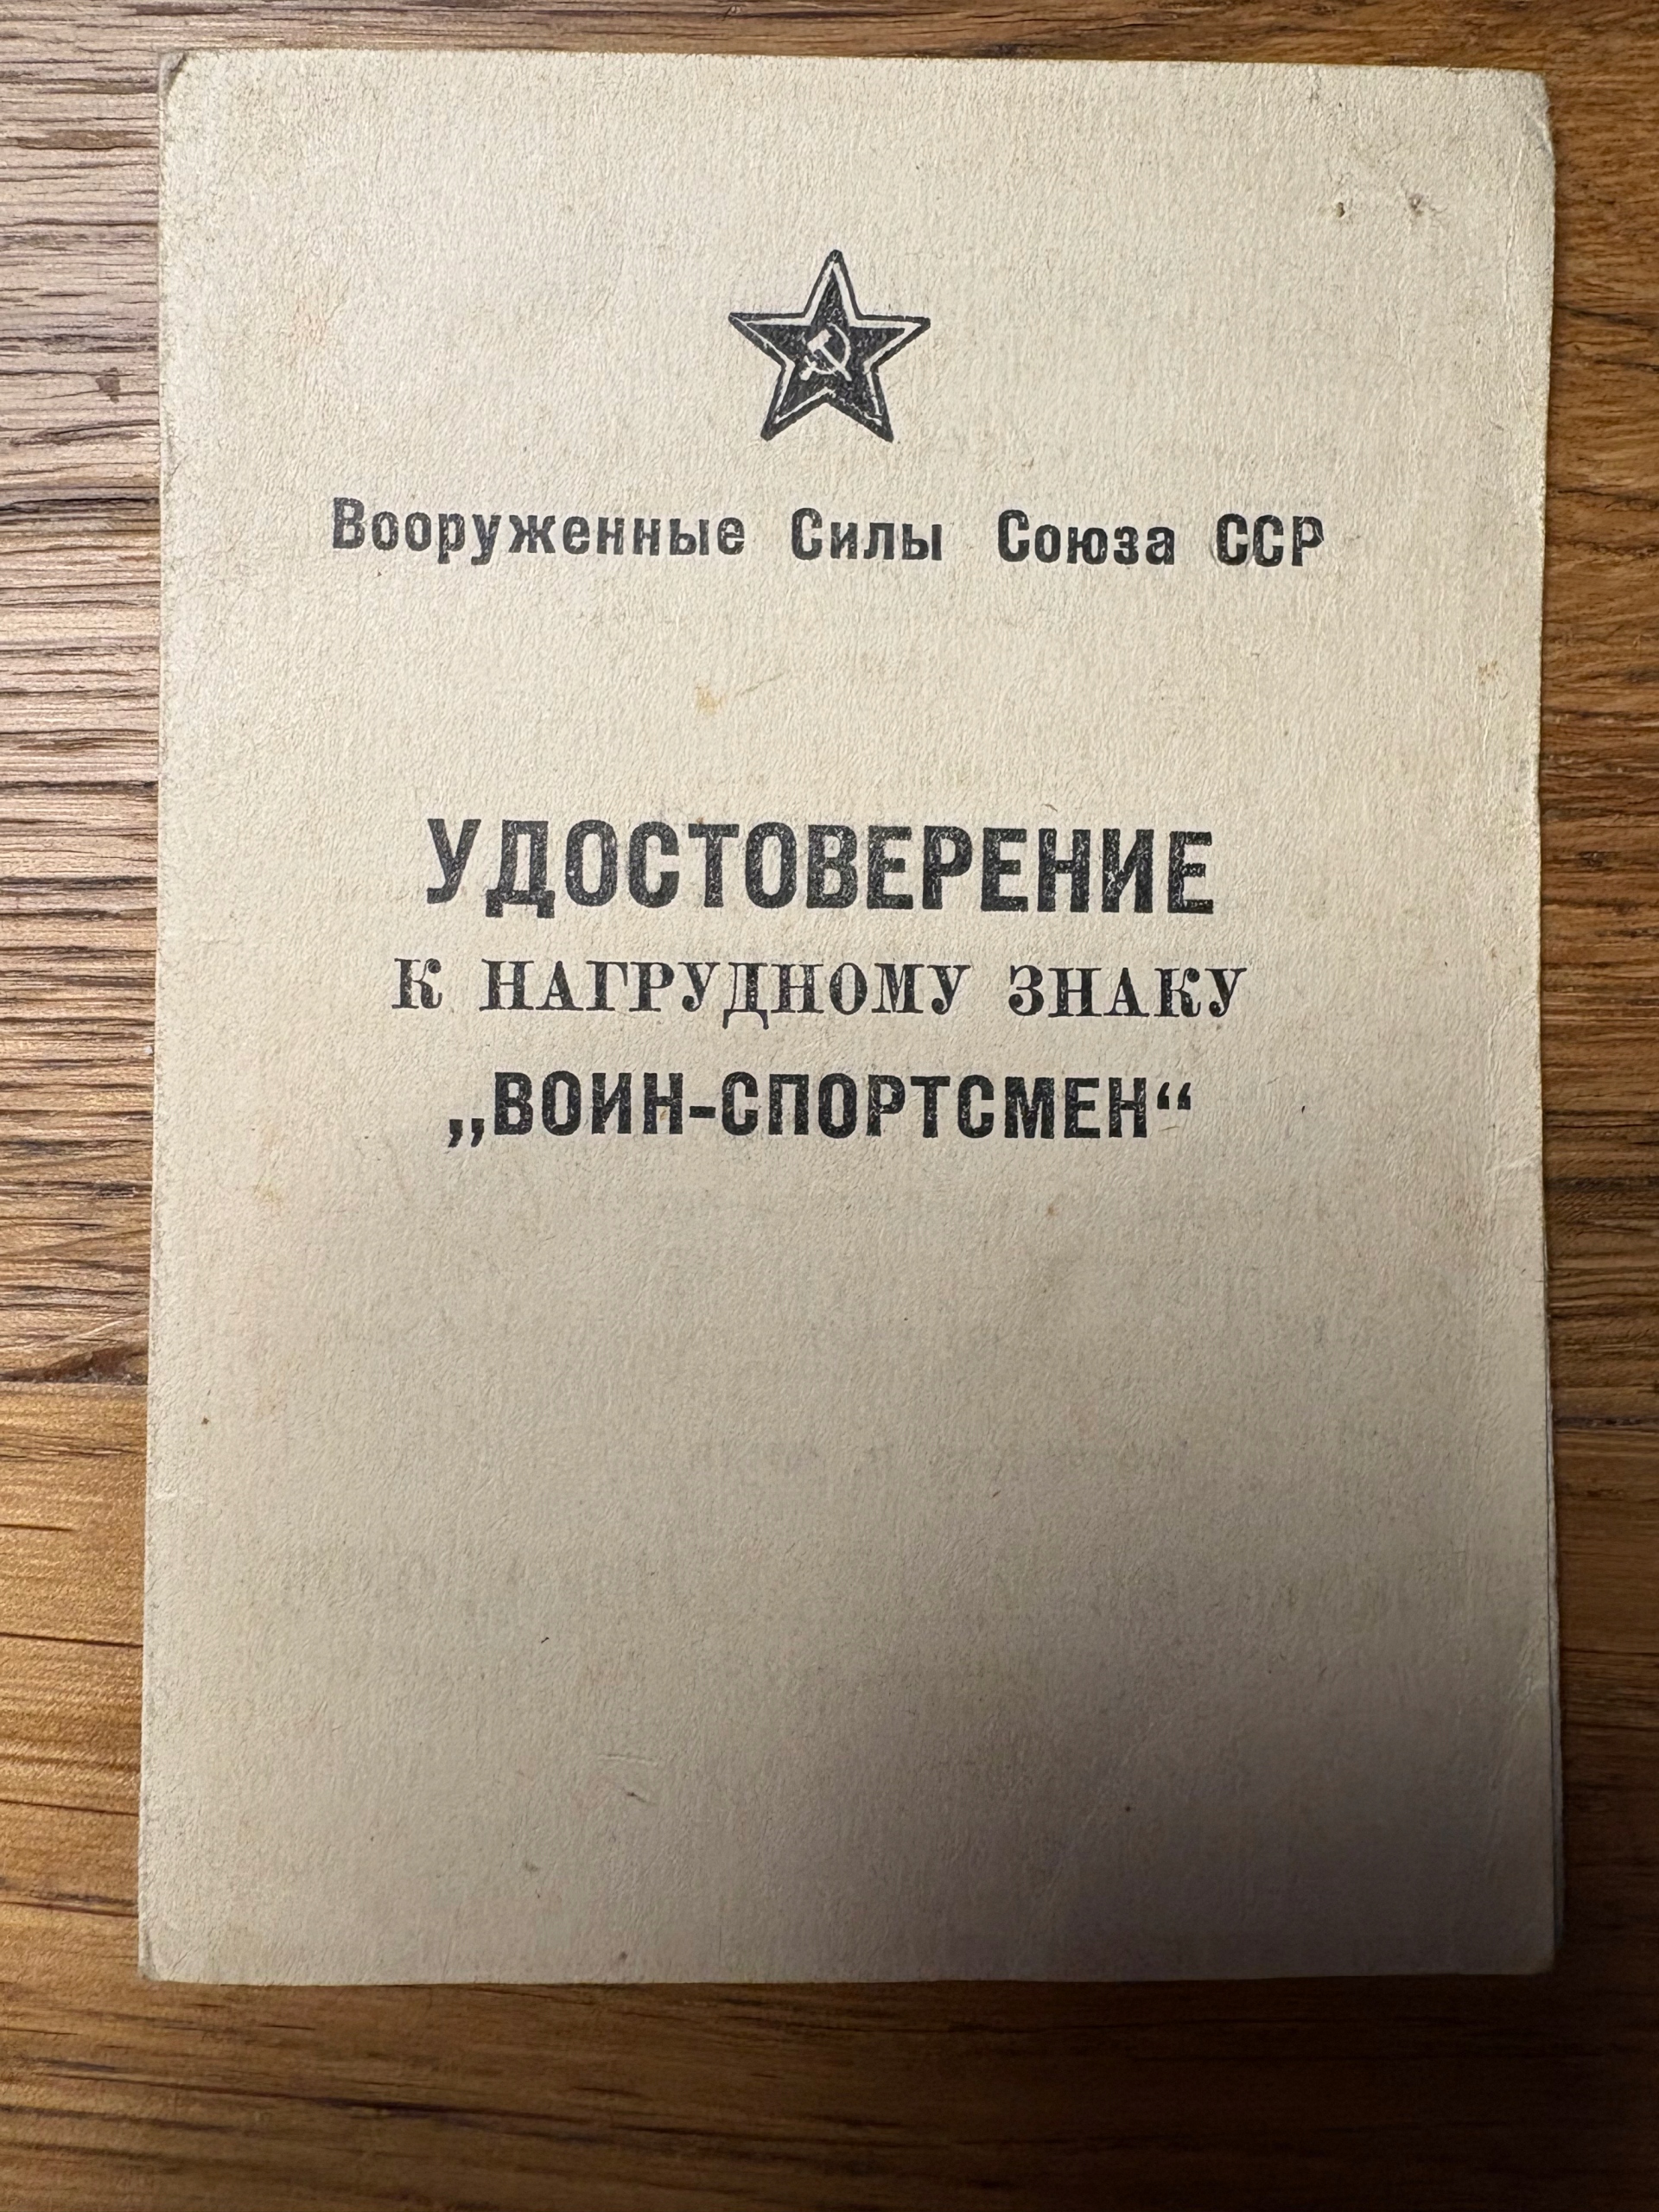 Вооруженные Силы Союза ССР
УДОСТОВЕРЕНИЕ
К НАГРУДНОМУ ЗНАКУ
„ВОИН-СПОРТСМЕН“